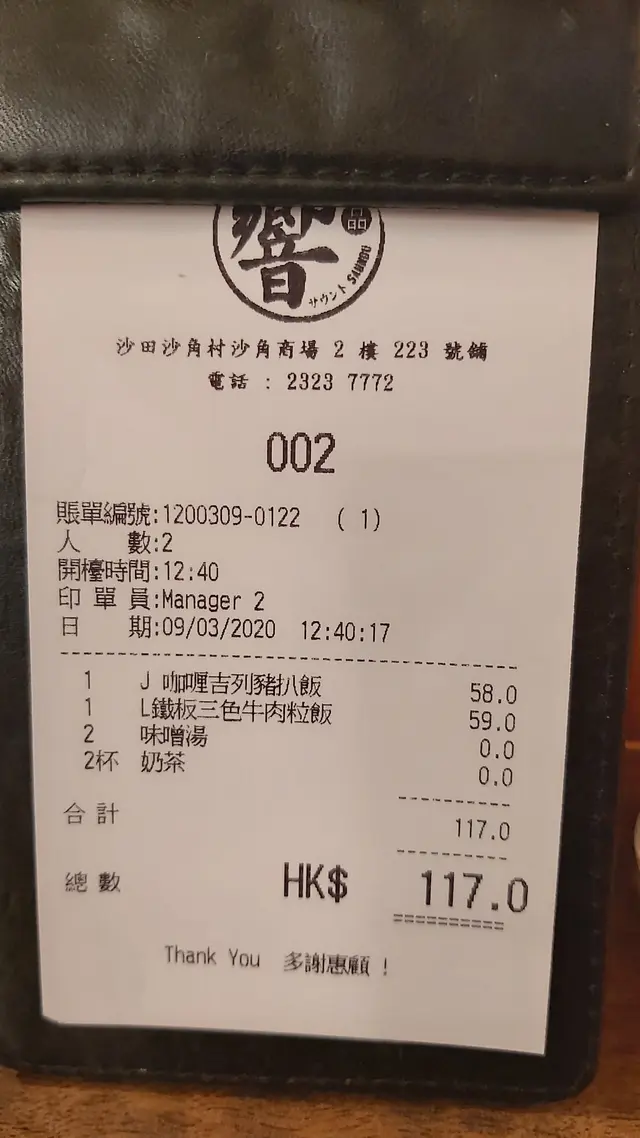 響
品
サウント SAUNDU
沙田沙角村沙角商場 2 樓 223 號舖
電話 : 2323 7772
002
賬單編號:1200309-0122 ( 1)
人 數:2
開檯時間:12:40
印 單 員:Manager 2
日 期:09/03/2020 12:40:17
1 J 咖喱吉列豬扒飯 58.0
1 L鐵板三色牛肉粒飯 59.0
2 味噌湯 0.0
2杯 奶茶 0.0
合 計 117.0
總 數 HK$ 117.0
Thank You 多謝惠顧 !